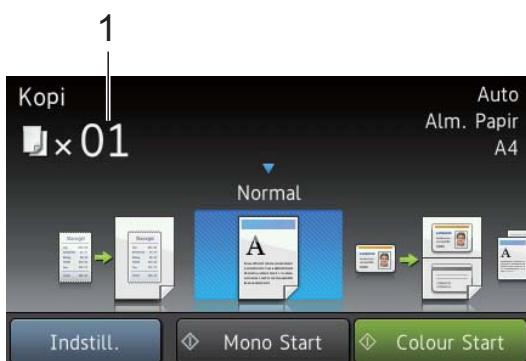 1
Kopi
Auto
Alm. Papir
A4
×01
Normal
A
A
Indstill.
Mono Start
Colour Start